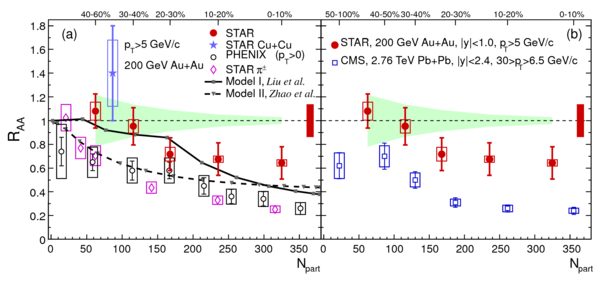 40-60% 30-40% 20-30% 10-20% 0-10%
(a)
p_T>5 GeV/c
200 GeV Au+Au
STAR
STAR Cu+Cu
PHENIX (p_T>0)
STAR π±
Model I, Liu et al.
Model II, Zhao et al.
R_AA
1.8
1.6
1.4
1.2
1
0.8
0.6
0.4
0.2
0
0 50 100 150 200 250 300
N_part
50-100% 40-50% 30-40% 20-30% 10-20% 0-10%
(b)
STAR, 200 GeV Au+Au, |y|<1.0, p_T>5 GeV/c
CMS, 2.76 TeV Pb+Pb, |y|<2.4, 30>p_T>6.5 GeV/c
0 50 100 150 200 250 300 350
N_part